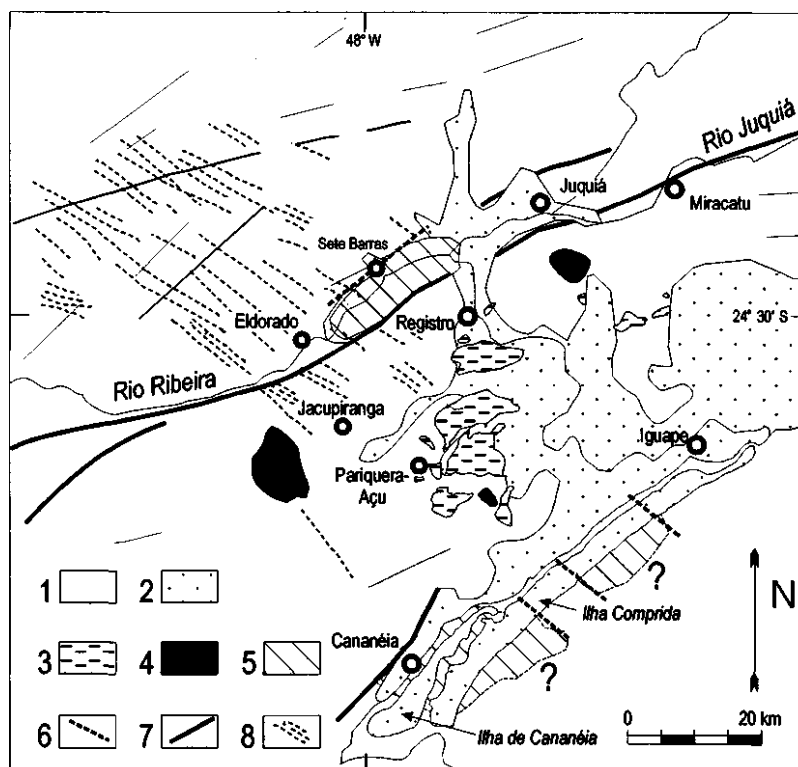 48° W
Rio Juquiá
Juquiá
Miracatu
Sete Barras
Eldorado
Registro
24° 30' S
Rio Ribeira
Jacupiranga
Iguape
Pariquera-
Açu
?
N
1
2
Ilha Comprida
3
4
5
Cananéia
?
6
7
8
Ilha de Cananéia
0
20 km